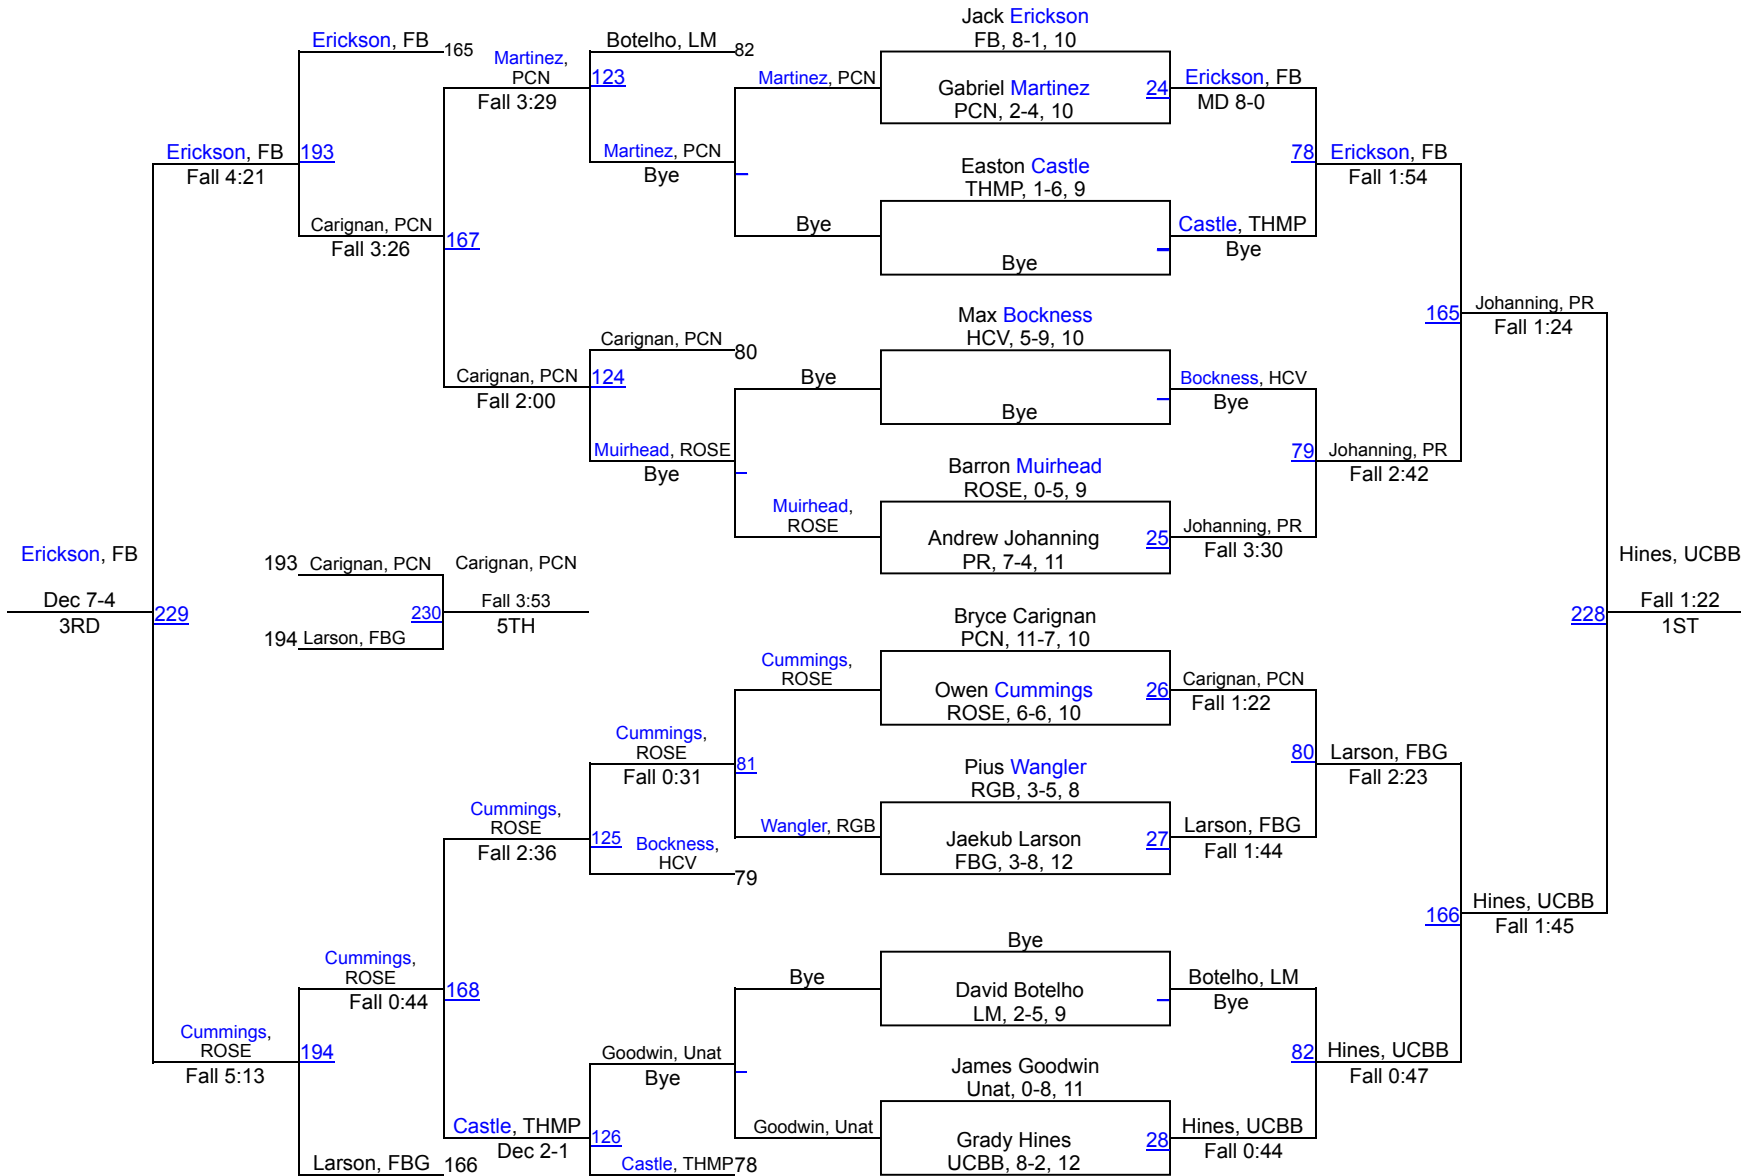 Jack Erickson
FB, 8-1, 10
Erickson, FB
165
Botelho, LM
82
Martinez,
PCN
123
Fall 3:29
Martinez, PCN
Gabriel Martinez
PCN, 2-4, 10
24
Erickson, FB
MD 8-0
Erickson, FB
193
Fall 4:21
Martinez, PCN
Bye
Easton Castle
THMP, 1-6, 9
78
Erickson, FB
Fall 1:54
Carignan, PCN
Fall 3:26
167
Bye
Bye
Castle, THMP
Bye
Max Bockness
HCV, 5-9, 10
165
Johanning, PR
Fall 1:24
Carignan, PCN
80
Carignan, PCN
124
Fall 2:00
Bye
Bye
Bockness, HCV
Bye
Muirhead, ROSE
Bye
Barron Muirhead
ROSE, 0-5, 9
79
Johanning, PR
Fall 2:42
Muirhead,
ROSE
Andrew Johanning
PR, 7-4, 11
25
Johanning, PR
Fall 3:30
Erickson, FB
Dec 7-4
3RD
229
193
Carignan, PCN
Carignan, PCN
230
Fall 3:53
5TH
194
Larson, FBG
Hines, UCBB
228
Fall 1:22
1ST
Bryce Carignan
PCN, 11-7, 10
Cummings,
ROSE
Owen Cummings
ROSE, 6-6, 10
26
Carignan, PCN
Fall 1:22
Cummings,
ROSE
Fall 0:31
81
Pius Wangler
RGB, 3-5, 8
80
Larson, FBG
Fall 2:23
Cummings,
ROSE
Fall 2:36
125
Bockness,
HCV
79
Wangler, RGB
Jaekub Larson
FBG, 3-8, 12
27
Larson, FBG
Fall 1:44
166
Hines, UCBB
Fall 1:45
Bye
Cummings,
ROSE
Fall 0:44
168
Bye
David Botelho
LM, 2-5, 9
Botelho, LM
Bye
Cummings,
ROSE
Fall 5:13
194
Goodwin, Unat
Bye
James Goodwin
Unat, 0-8, 11
82
Hines, UCBB
Fall 0:47
Castle, THMP
Dec 2-1
126
Goodwin, Unat
Grady Hines
UCBB, 8-2, 12
28
Hines, UCBB
Fall 0:44
Larson, FBG
166
Castle, THMP
78